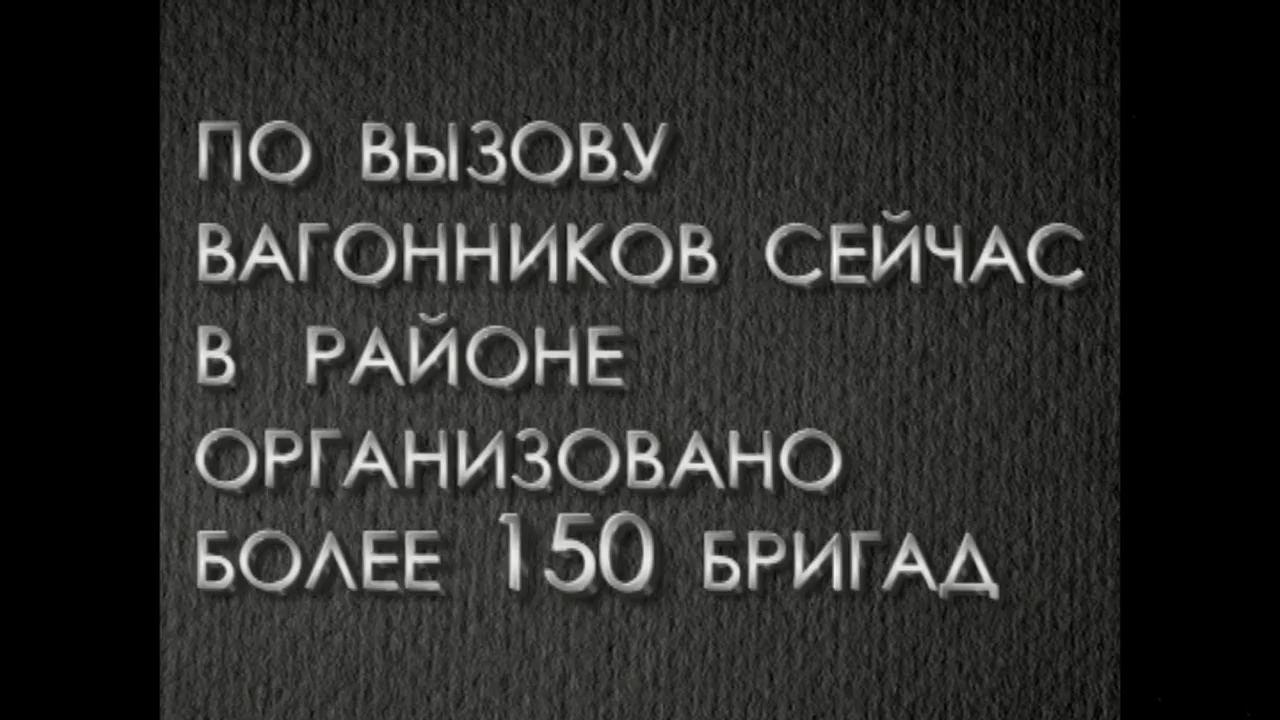 ПО ВЫЗОВУ
ВАГОННИКОВ СЕЙЧАС
В РАЙОНЕ
ОРГАНИЗОВАНО
БОЛЕЕ 150 БРИГАД